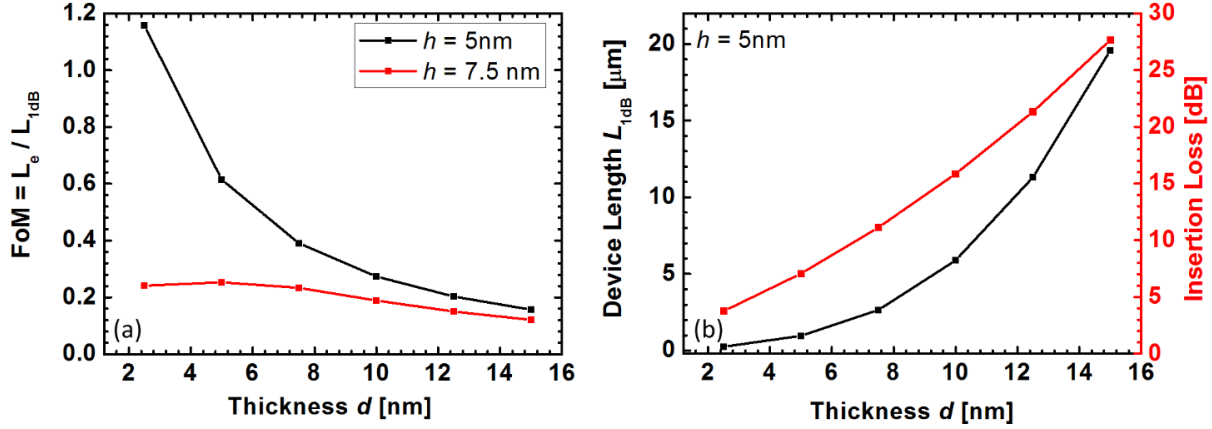 1.2
1.0
0.8
0.6
0.4
0.2
0.0
FoM = Le / L1dB
h = 5nm
h = 7.5 nm
(a)
2 4 6 8 10 12 14 16
Thickness d [nm]
20
15
10
5
0
Device Length L1dB [μm]
h = 5nm
(b)
30
25
20
15
10
5
0
Insertion Loss [dB]
2 4 6 8 10 12 14 16
Thickness d [nm]